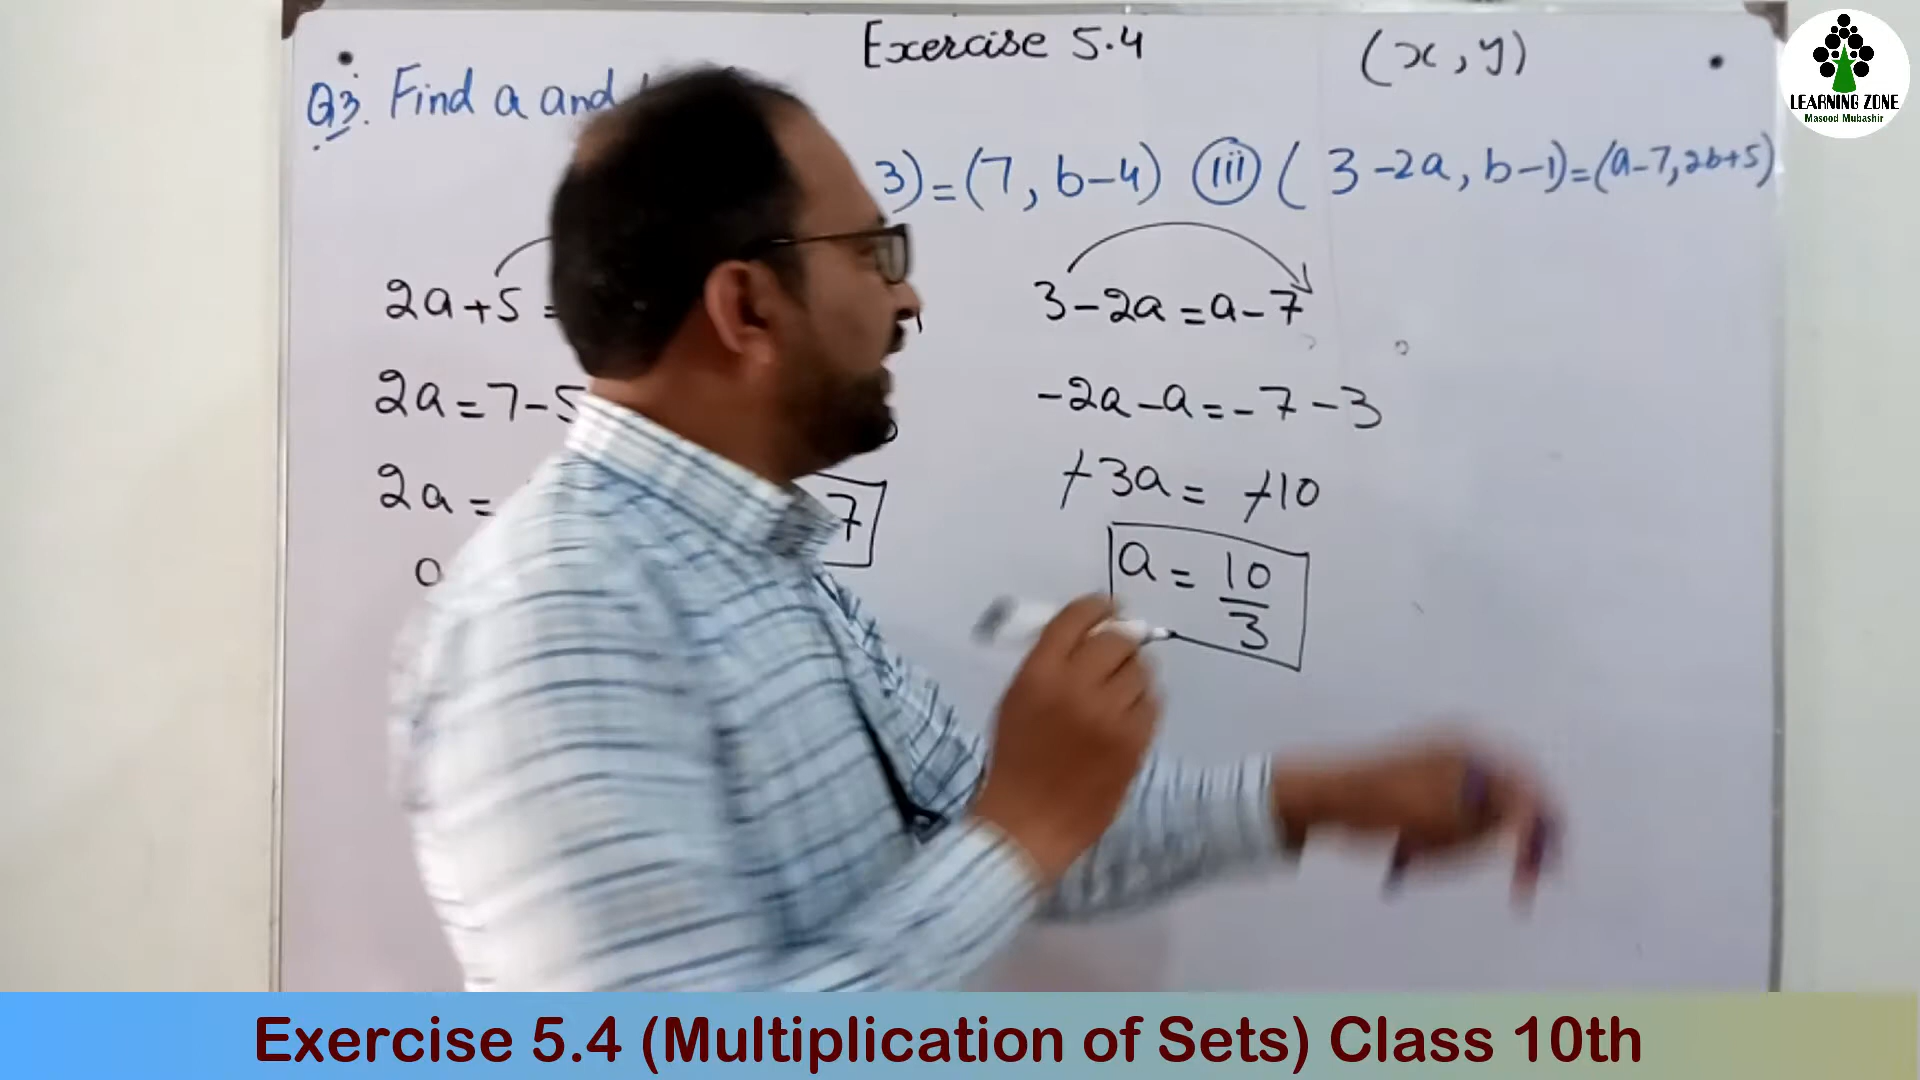 Exercise 5.4
(x, y)
LEARNING ZONE
Masood Mubashir
Q3. Find a and
3) = (7, b-4) (iii) ( 3-2a, b-1) = (a-7, 2b+5)
2a+5 =
3-2a = a-7
2a = 7-5
-2a-a = -7-3
2a =
7
-3a = -10
a = 10/3
Exercise 5.4 (Multiplication of Sets) Class 10th